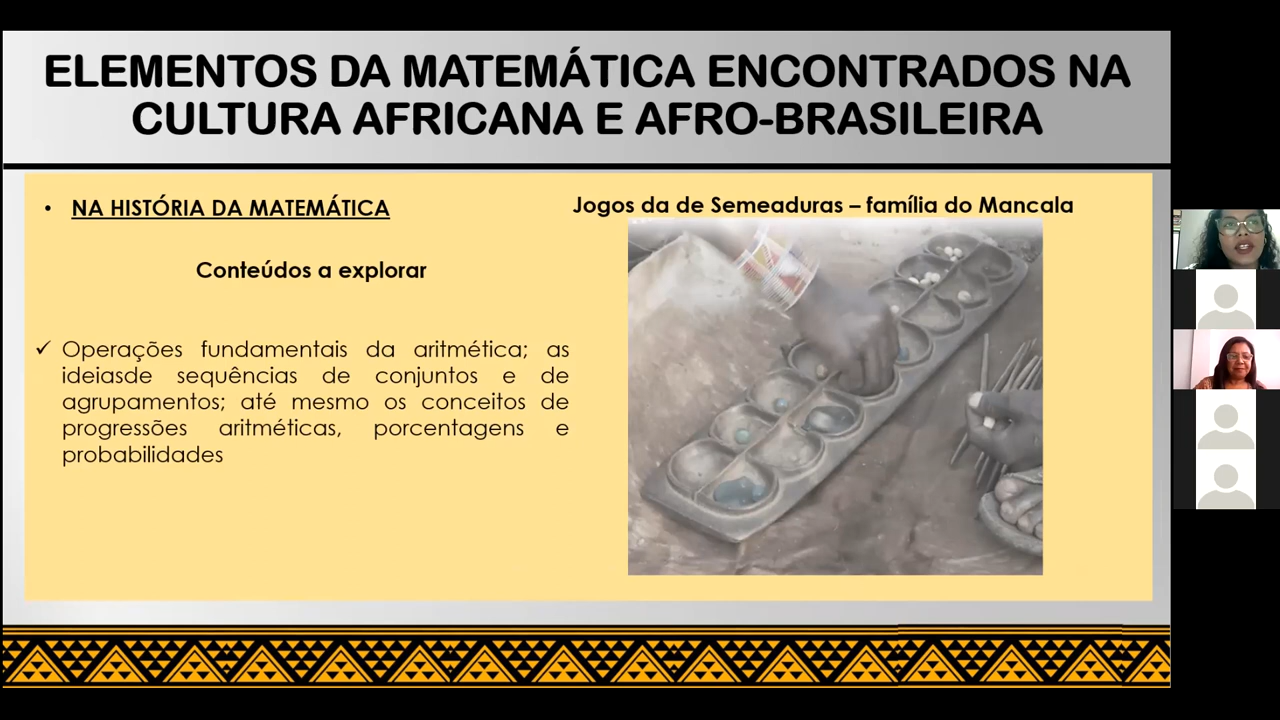 ELEMENTOS DA MATEMÁTICA ENCONTRADOS NA
CULTURA AFRICANA E AFRO-BRASILEIRA
• NA HISTÓRIA DA MATEMÁTICA
Conteúdos a explorar
✓ Operações fundamentais da aritmética; as
ideiasde sequências de conjuntos e de
agrupamentos; até mesmo os conceitos de
progressões aritméticas, porcentagens e
probabilidades
Jogos da de Semeaduras – família do Mancala